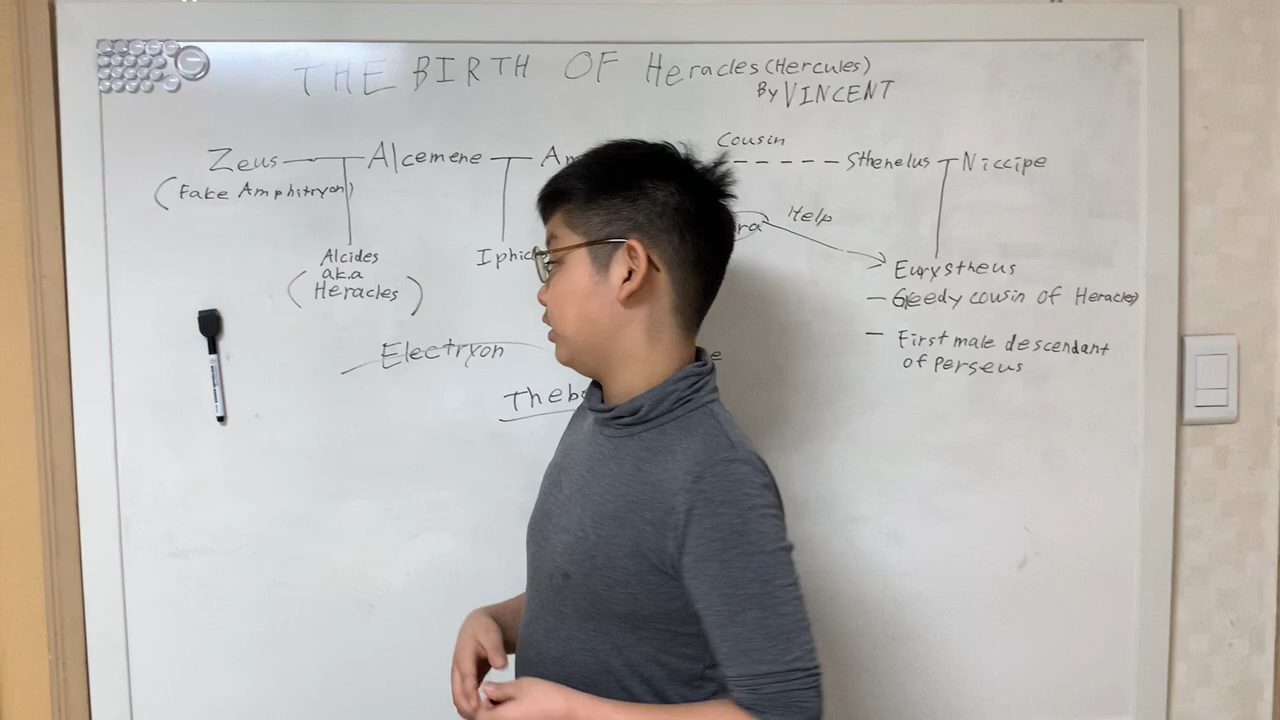 THE BIRTH OF Heracles (Hercules)
By VINCENT
Cousin
Zeus Alcemene Sthenelus Niccipe
(Fake Amphitryon)
Help
Alcides
a.k.a
(Heracles)
Eurystheus
- Greedy cousin of Heracles
- First male descendant
of Perseus
Electryon